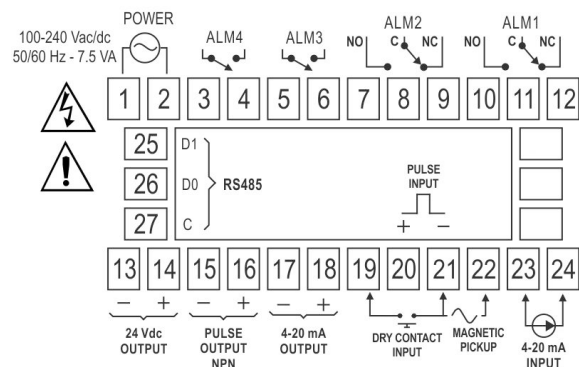 POWER
100-240 Vac/dc
50/60 Hz - 7.5 VA
ALM4
ALM3
ALM2
NO C NC
ALM1
NO C NC
1 2 3 4 5 6 7 8 9 10 11 12
25 D1
26 D0 RS485
27 C
PULSE
INPUT
+ −
13 14 15 16 17 18 19 20 21 22 23 24
− + − + − +
24 Vdc
OUTPUT
PULSE
OUTPUT
NPN
4-20 mA
OUTPUT
DRY CONTACT
INPUT
MAGNETIC
PICKUP
4-20 mA
INPUT